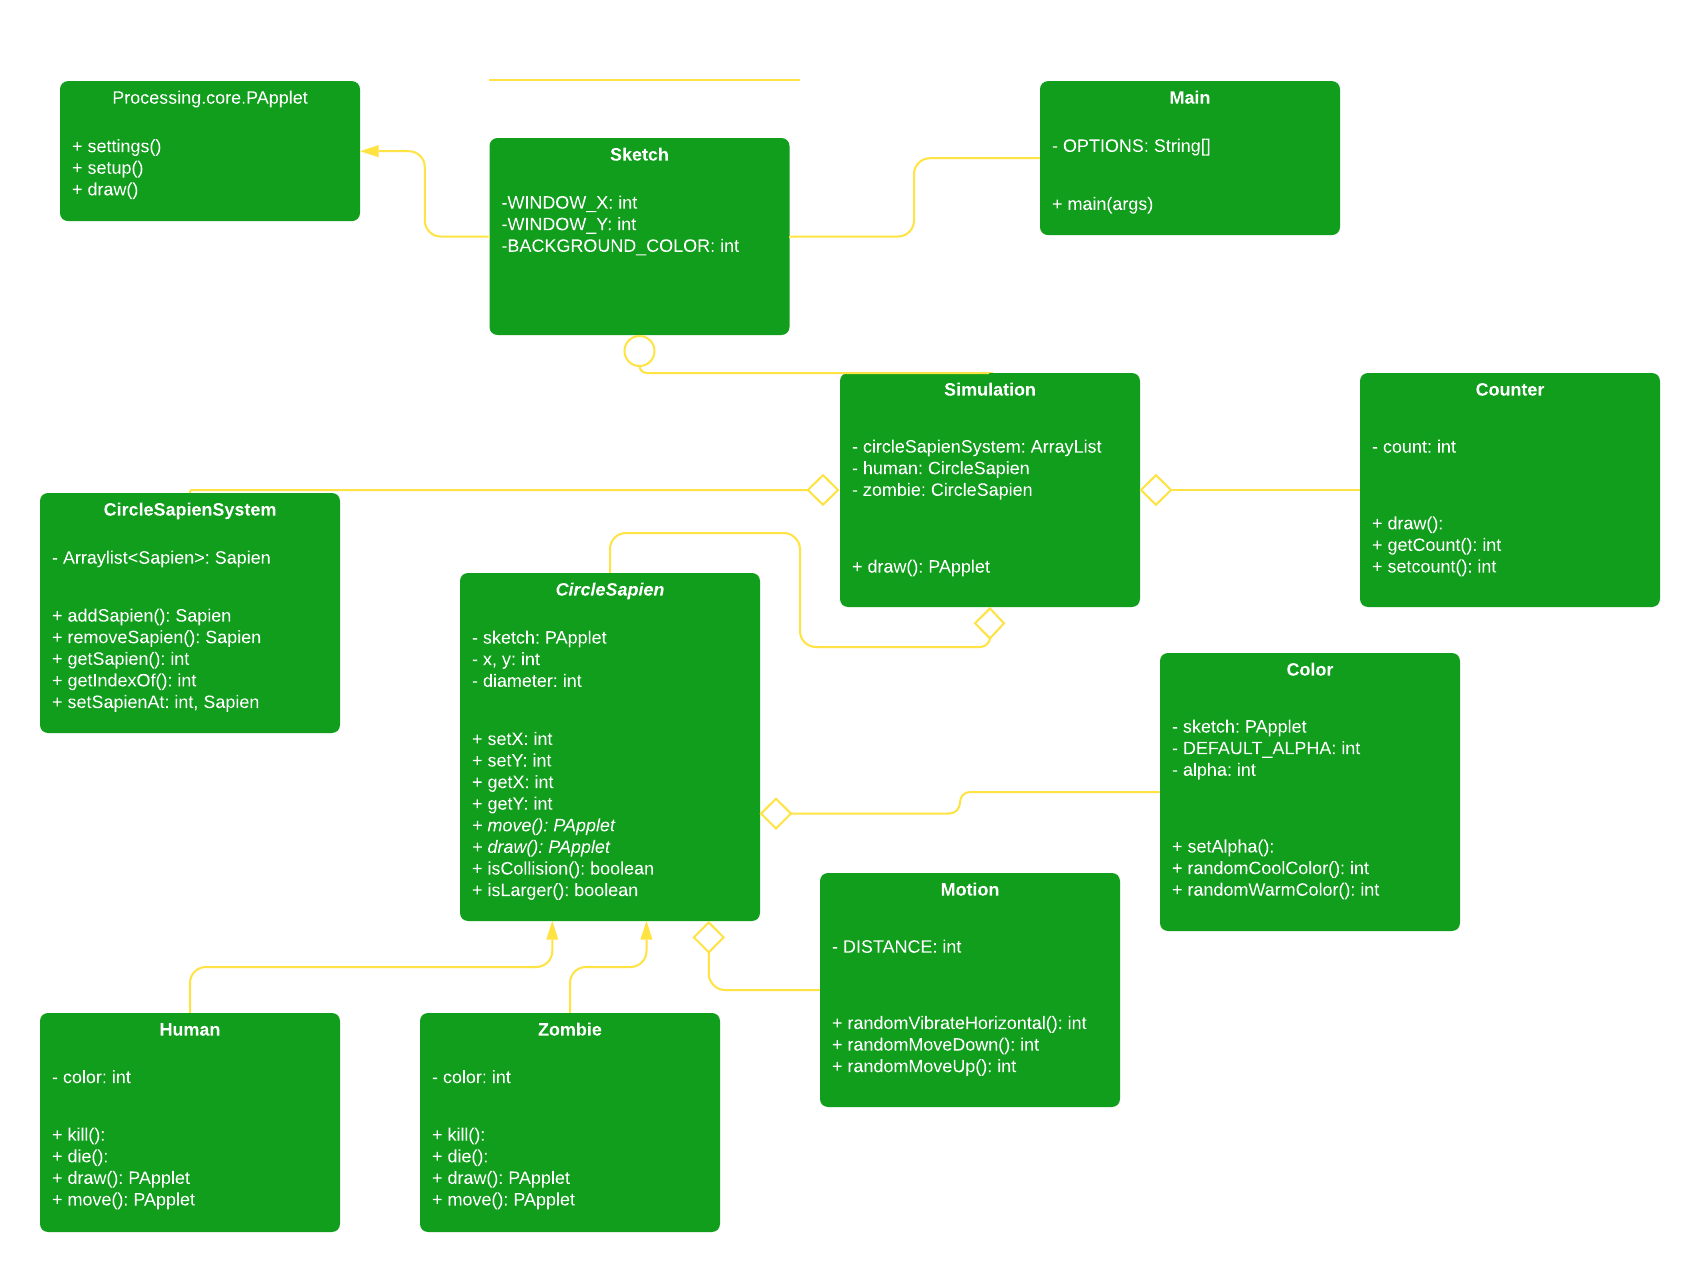 Processing.core.PApplet
+ settings()
+ setup()
+ draw()
Sketch
-WINDOW_X: int
-WINDOW_Y: int
-BACKGROUND_COLOR: int
Main
- OPTIONS: String[]
+ main(args)
Simulation
- circleSapienSystem: ArrayList
- human: CircleSapien
- zombie: CircleSapien
+ draw(): PApplet
Counter
- count: int
+ draw():
+ getCount(): int
+ setcount(): int
CircleSapienSystem
- Arraylist<Sapien>: Sapien
+ addSapien(): Sapien
+ removeSapien(): Sapien
+ getSapien(): int
+ getIndexOf(): int
+ setSapienAt: int, Sapien
CircleSapien
- sketch: PApplet
- x, y: int
- diameter: int
+ setX: int
+ setY: int
+ getX: int
+ getY: int
+ move(): PApplet
+ draw(): PApplet
+ isCollision(): boolean
+ isLarger(): boolean
Color
- sketch: PApplet
- DEFAULT_ALPHA: int
- alpha: int
+ setAlpha():
+ randomCoolColor(): int
+ randomWarmColor(): int
Motion
- DISTANCE: int
+ randomVibrateHorizontal(): int
+ randomMoveDown(): int
+ randomMoveUp(): int
Human
- color: int
+ kill():
+ die():
+ draw(): PApplet
+ move(): PApplet
Zombie
- color: int
+ kill():
+ die():
+ draw(): PApplet
+ move(): PApplet